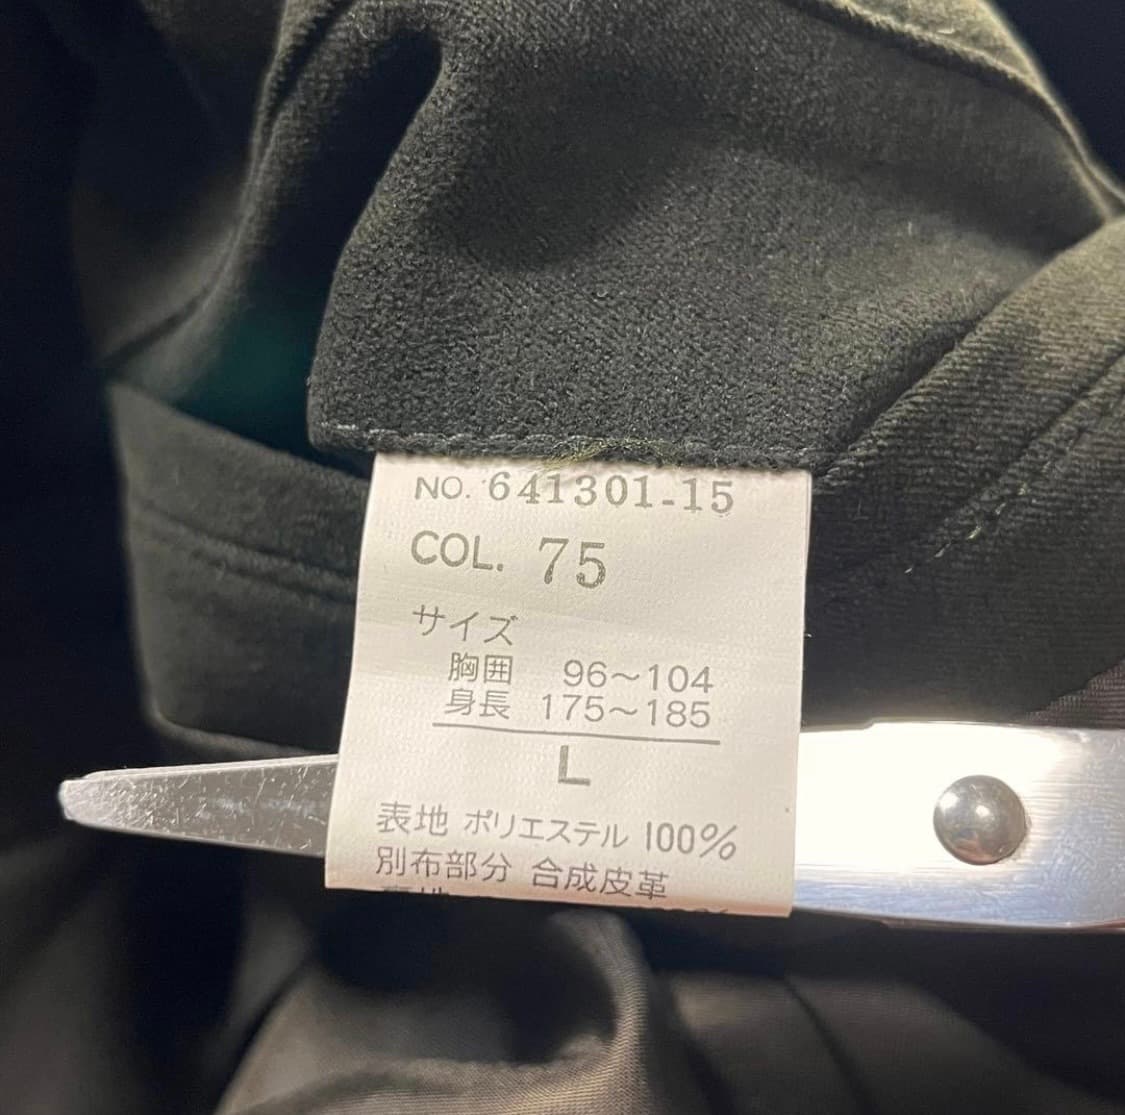 NO. 641301-15
COL. 75
サイズ
胸囲 96～104
身長 175～185
L
表地 ポリエステル 100%
別布部分 合成皮革